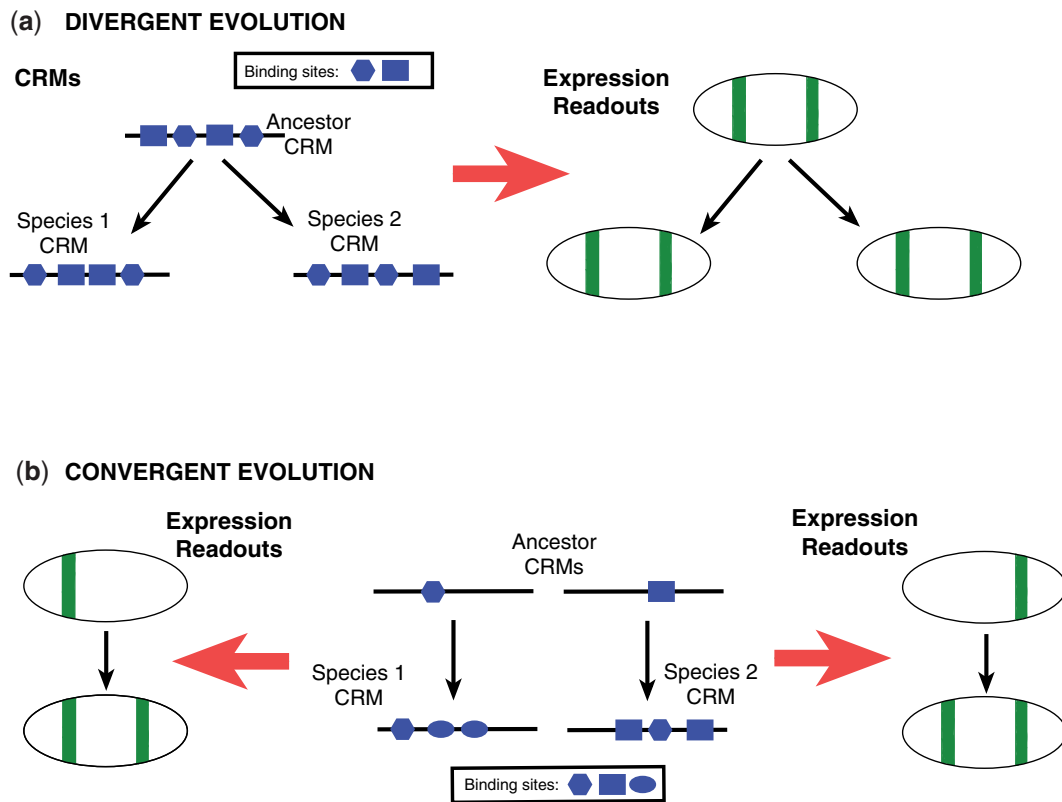 (a) DIVERGENT EVOLUTION
CRMs
Binding sites:
Expression
Readouts
Ancestor
CRM
Species 1
CRM
Species 2
CRM
(b) CONVERGENT EVOLUTION
Expression
Readouts
Ancestor
CRMs
Expression
Readouts
Species 1
CRM
Species 2
CRM
Binding sites: